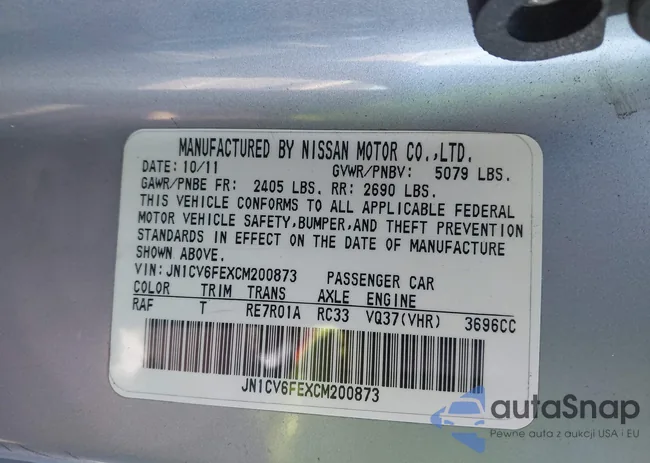 MANUFACTURED BY NISSAN MOTOR CO.,LTD.
DATE: 10/11 GVWR/PNBV: 5079 LBS.
GAWR/PNBE FR: 2405 LBS. RR: 2690 LBS.
THIS VEHICLE CONFORMS TO ALL APPLICABLE FEDERAL
MOTOR VEHICLE SAFETY,BUMPER,AND THEFT PREVENTION
STANDARDS IN EFFECT ON THE DATE OF MANUFACTURE
SHOWN ABOVE.
VIN: JN1CV6FEXCM200873 PASSENGER CAR
COLOR TRIM TRANS AXLE ENGINE
RAF T RE7R01A RC33 VQ37(VHR) 3696CC
JN1CV6FEXCM200873
autaSnap
Pewne auta z aukcji USA i EU